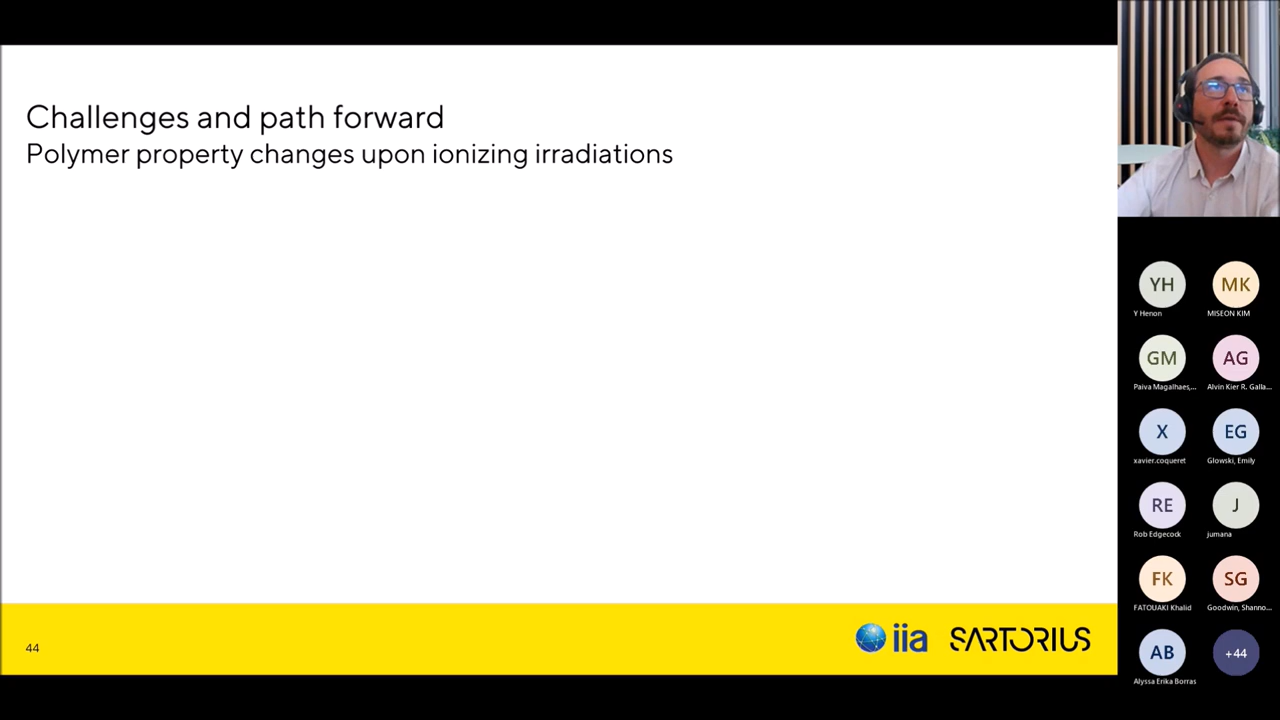 Challenges and path forward
Polymer property changes upon ionizing irradiations
44
iia SARTORIUS
YH
Y Henon
MK
MISEON KIM
GM
Paiva Magalhaes,...
AG
Alvin Kier R. Galla...
X
xavier.coqueret
EG
Glowski, Emily
RE
Rob Edgecock
J
jumana
FK
FATOUAKI Khalid
SG
Goodwin, Shanno...
AB
Alyssa Erika Borras
+44